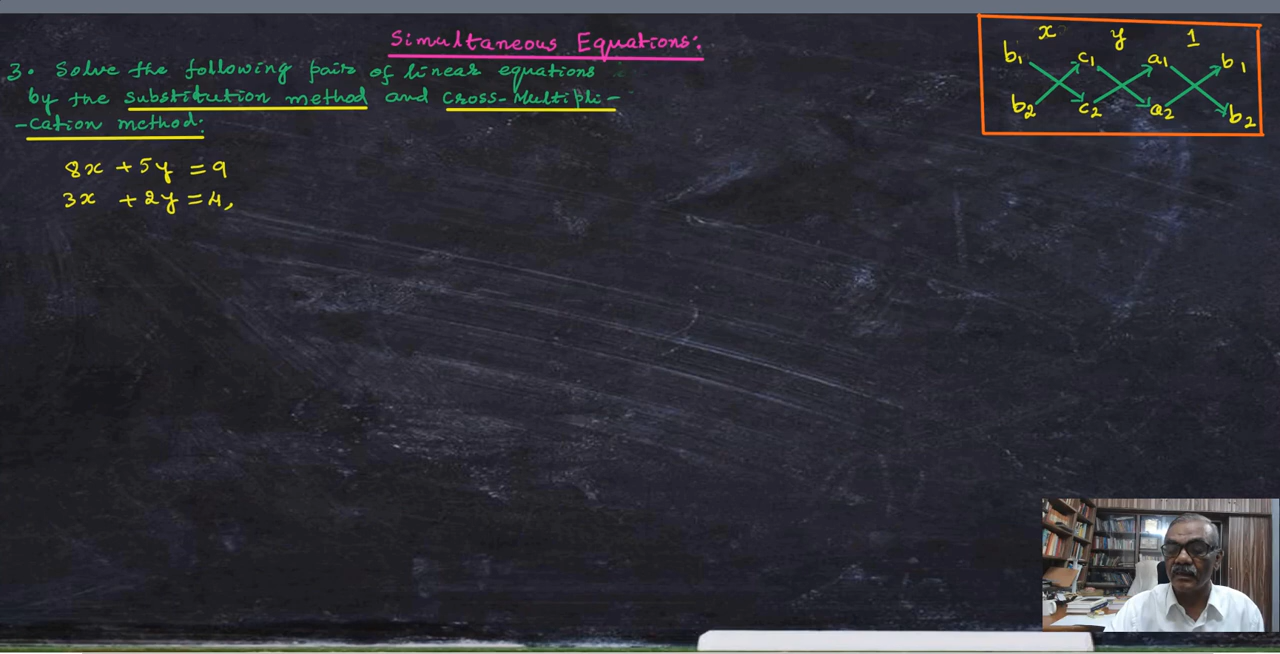 Simultaneous Equations:
3. Solve the following pair of linear equations
by the substitution method and Cross-Multipli-
-cation method:
8x + 5y = 9
3x + 2y = 4,
x y 1
b1 c1 a1 b1
b2 c2 a2 b2